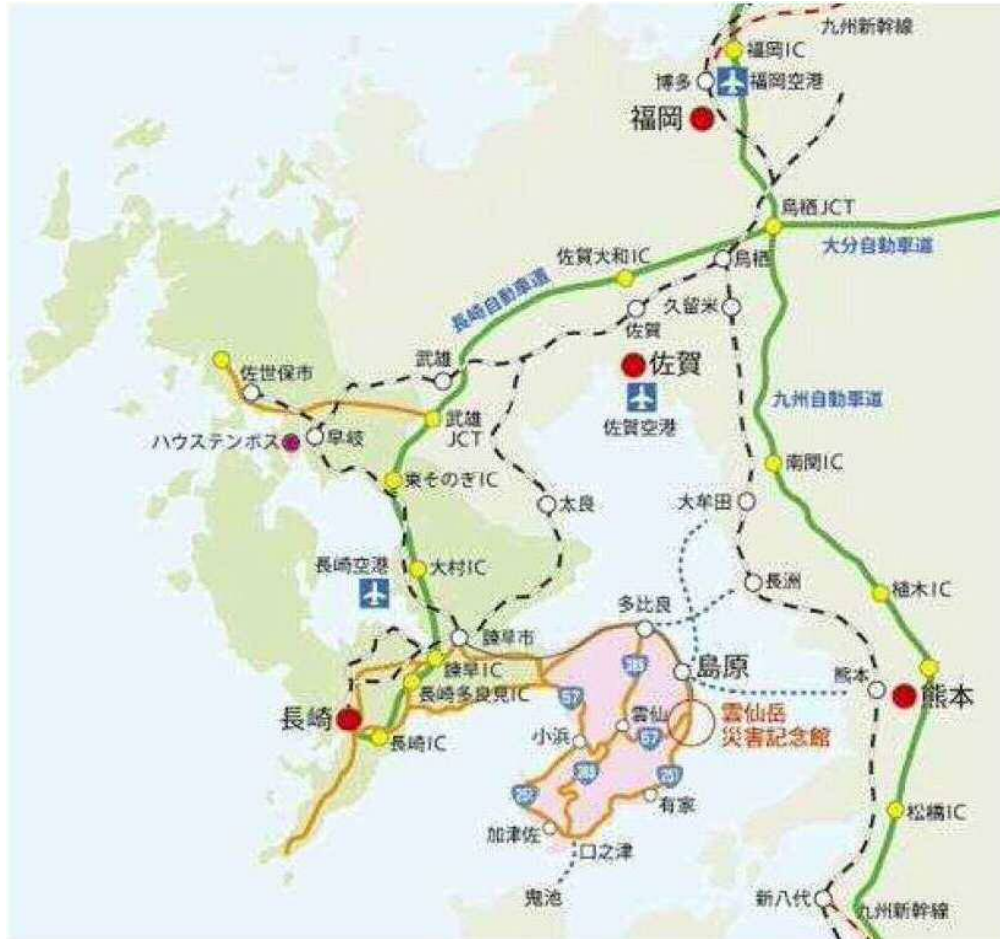 九州新幹線
福岡IC
博多
福岡空港
福岡
鳥栖JCT
佐賀大和IC
鳥栖
大分自動車道
長崎自動車道
佐賀
久留米
武雄
佐賀
佐世保市
九州自動車道
武雄
JCT
佐賀空港
ハウステンボス
早岐
南関IC
東そのぎIC
太良
大牟田
長崎空港
大村IC
長洲
植木IC
多比良
諫早市
島原
諫早IC
389
熊本
熊本
長崎多良見IC
57
長崎
雲仙
雲仙岳
災害記念館
長崎IC
小浜
57
389
251
251
有家
加津佐
口之津
松橋IC
鬼池
新八代
九州新幹線